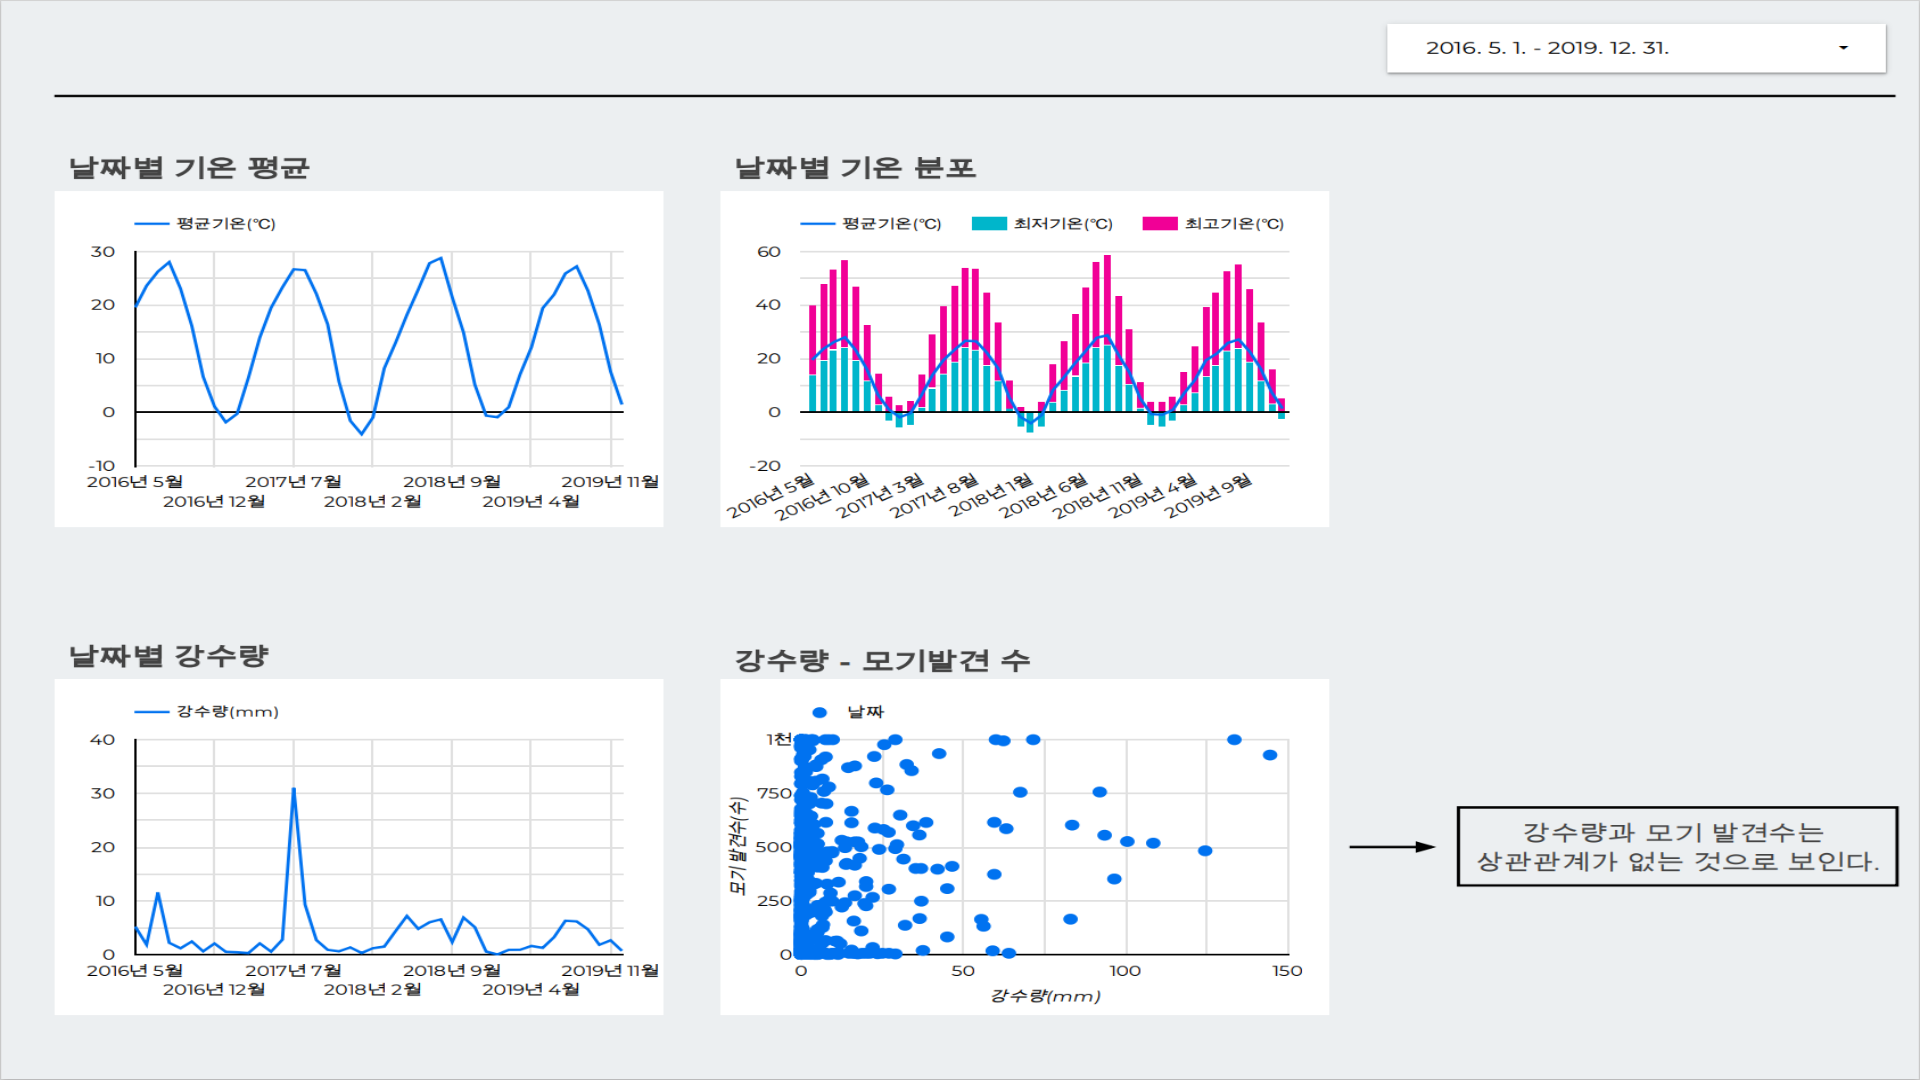 2016. 5. 1. - 2019. 12. 31.
날짜별 기온 평균
평균기온(℃)
30
20
10
0
-10
2016년 5월
2017년 7월
2018년 9월
2019년 11월
2016년 12월
2018년 2월
2019년 4월
날짜별 기온 분포
평균기온(℃) 최저기온(℃) 최고기온(℃)
60
40
20
0
-20
2016년 5월
2016년 10월
2017년 3월
2017년 8월
2018년 1월
2018년 6월
2018년 11월
2019년 4월
2019년 9월
날짜별 강수량
강수량(mm)
40
30
20
10
0
2016년 5월
2017년 7월
2018년 9월
2019년 11월
2016년 12월
2018년 2월
2019년 4월
강수량 - 모기발견 수
날짜
1천
750
500
250
0
모기 발견수(수)
0 50 100 150
강수량(mm)
강수량과 모기 발견수는
상관관계가 없는 것으로 보인다.